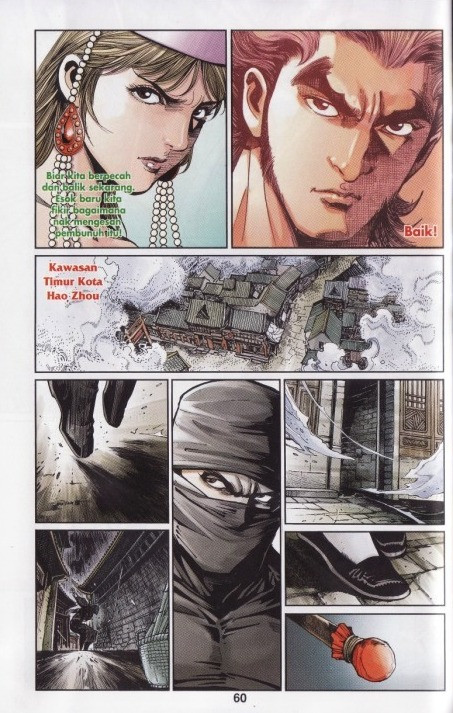 Biar kita berpecah
dan balik sekarang.
Esok baru kita
fikir bagaimana
nak mengesan
pembunuh itu!
Baik!
Kawasan
Timur Kota
Hao Zhou
60